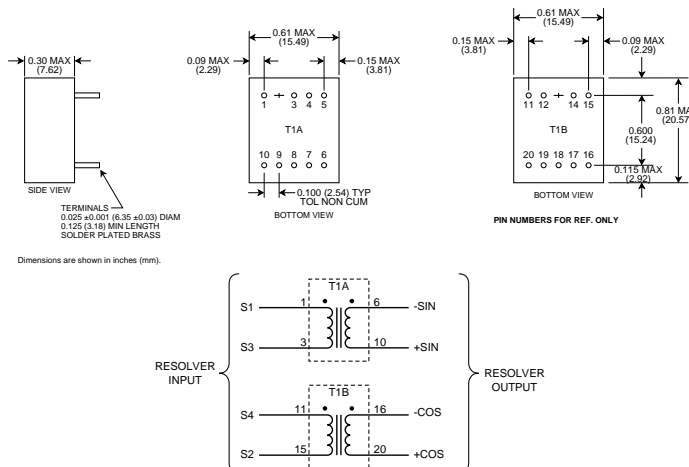 0.30 MAX
(7.62)
SIDE VIEW
TERMINALS
0.025 ±0.001 (6.35 ±0.03) DIAM
0.125 (3.18) MIN LENGTH
SOLDER PLATED BRASS
Dimensions are shown in inches (mm).
0.61 MAX
(15.49)
0.09 MAX
(2.29)
0.15 MAX
(3.81)
1 3 4 5
T1A
10 9 8 7 6
0.100 (2.54) TYP
TOL NON CUM
BOTTOM VIEW
0.61 MAX
(15.49)
0.15 MAX
(3.81)
0.09 MAX
(2.29)
11 12 14 15
T1B
20 19 18 17 16
0.81
(20.57
0.600
(15.24)
0.115 MAX
(2.92)
BOTTOM VIEW
PIN NUMBERS FOR REF. ONLY
T1A
S1 1 6 -SIN
S3 3 10 +SIN
RESOLVER
INPUT
RESOLVER
OUTPUT
T1B
S4 11 16 -COS
S2 15 20 +COS